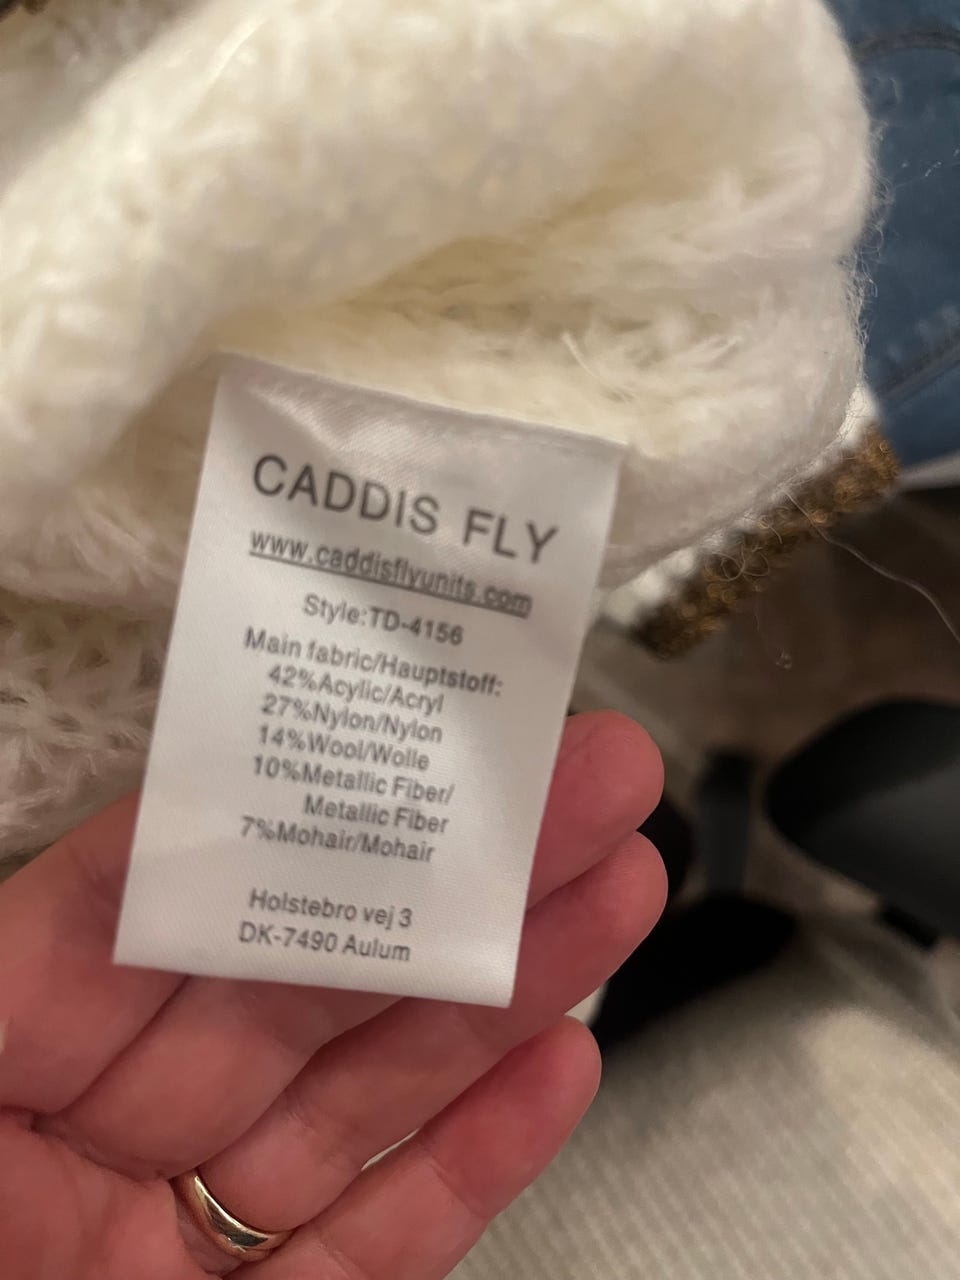 CADDIS FLY
www.caddisflyunits.com
Style:TD-4156
Main fabric/Hauptstoff:
42%Acylic/Acryl
27%Nylon/Nylon
14%Wool/Wolle
10%Metallic Fiber/
Metallic Fiber
7%Mohair/Mohair
Holstebro vej 3
DK-7490 Aulum